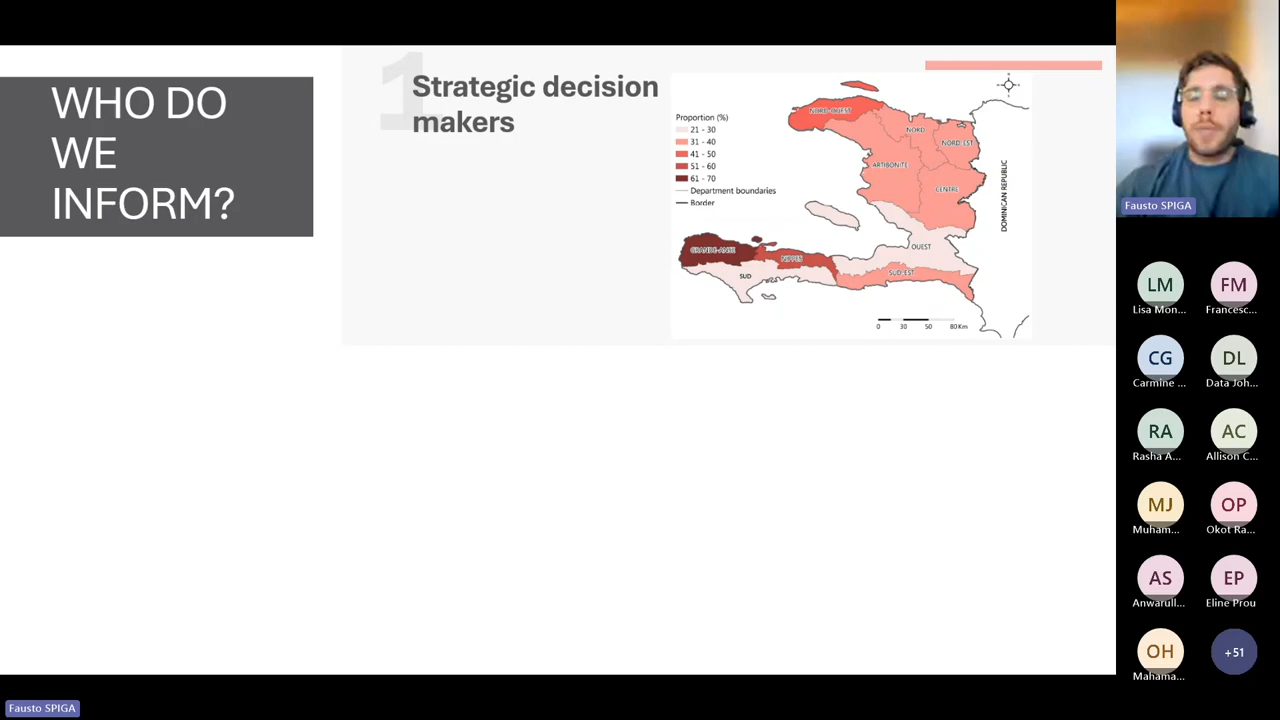 WHO DO
WE
INFORM?
1
Strategic decision
makers
Proportion (%)
21 - 30
31 - 40
41 - 50
51 - 60
61 - 70
Department boundaries
Border
NORD-OUEST
NORD
NORD-EST
ARTIBONITE
CENTRE
DOMINICAN REPUBLIC
OUEST
GRANDE-ANSE
NIPPES
SUD
SUD-EST
0 30 50 80 Km
Fausto SPIGA
LM
Lisa Mon...
FM
Francesc...
CG
Carmine ...
DL
Data Joh...
RA
Rasha A...
AC
Allison C...
MJ
Muham...
OP
Okot Ra...
AS
Anwarull...
EP
Eline Prou
OH
Mahama...
+51
Fausto SPIGA